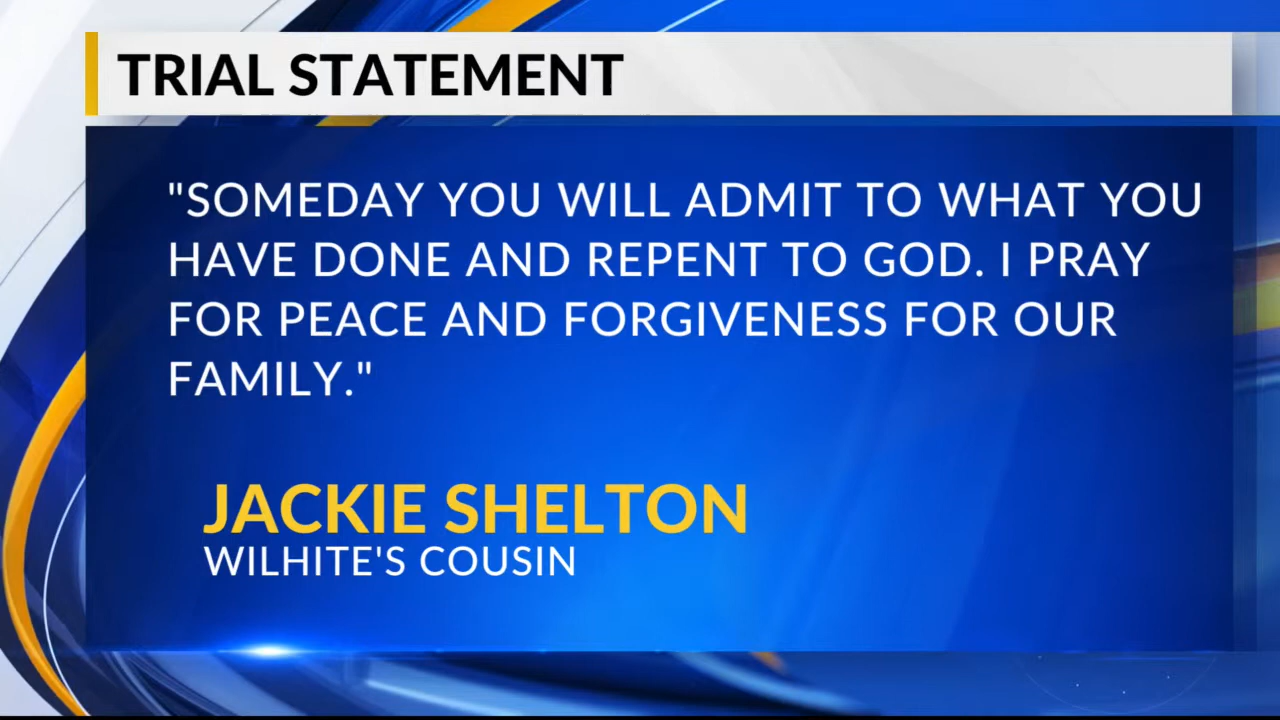 TRIAL STATEMENT
"SOMEDAY YOU WILL ADMIT TO WHAT YOU
HAVE DONE AND REPENT TO GOD. I PRAY
FOR PEACE AND FORGIVENESS FOR OUR
FAMILY."
JACKIE SHELTON
WILHITE'S COUSIN